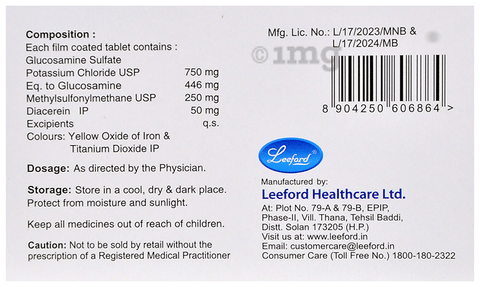 Composition :
Each film coated tablet contains :
Glucosamine Sulfate
Potassium Chloride USP 750 mg
Eq. to Glucosamine 446 mg
Methylsulfonylmethane USP 250 mg
Diacerein IP 50 mg
Excipients q.s.
Colours: Yellow Oxide of Iron &
Titanium Dioxide IP
Dosage: As directed by the Physician.
Storage: Store in a cool, dry & dark place.
Protect from moisture and sunlight.
Keep all medicines out of reach of children.
Caution: Not to be sold by retail without the
prescription of a Registered Medical Practitioner
Mfg. Lic. No.: L/17/2023/MNB &
L/17/2024/MB
©1mg
8 904250 606864 >
Leeford
Manufactured by:
Leeford Healthcare Ltd.
At: Plot No. 79-A & 79-B, EPIP,
Phase-II, Vill. Thana, Tehsil Baddi,
Distt. Solan 173205 (H.P.)
Visit us at: www.leeford.in
Email: customercare@leeford.in
Consumer Care (Toll Free No.) 1800-180-2322